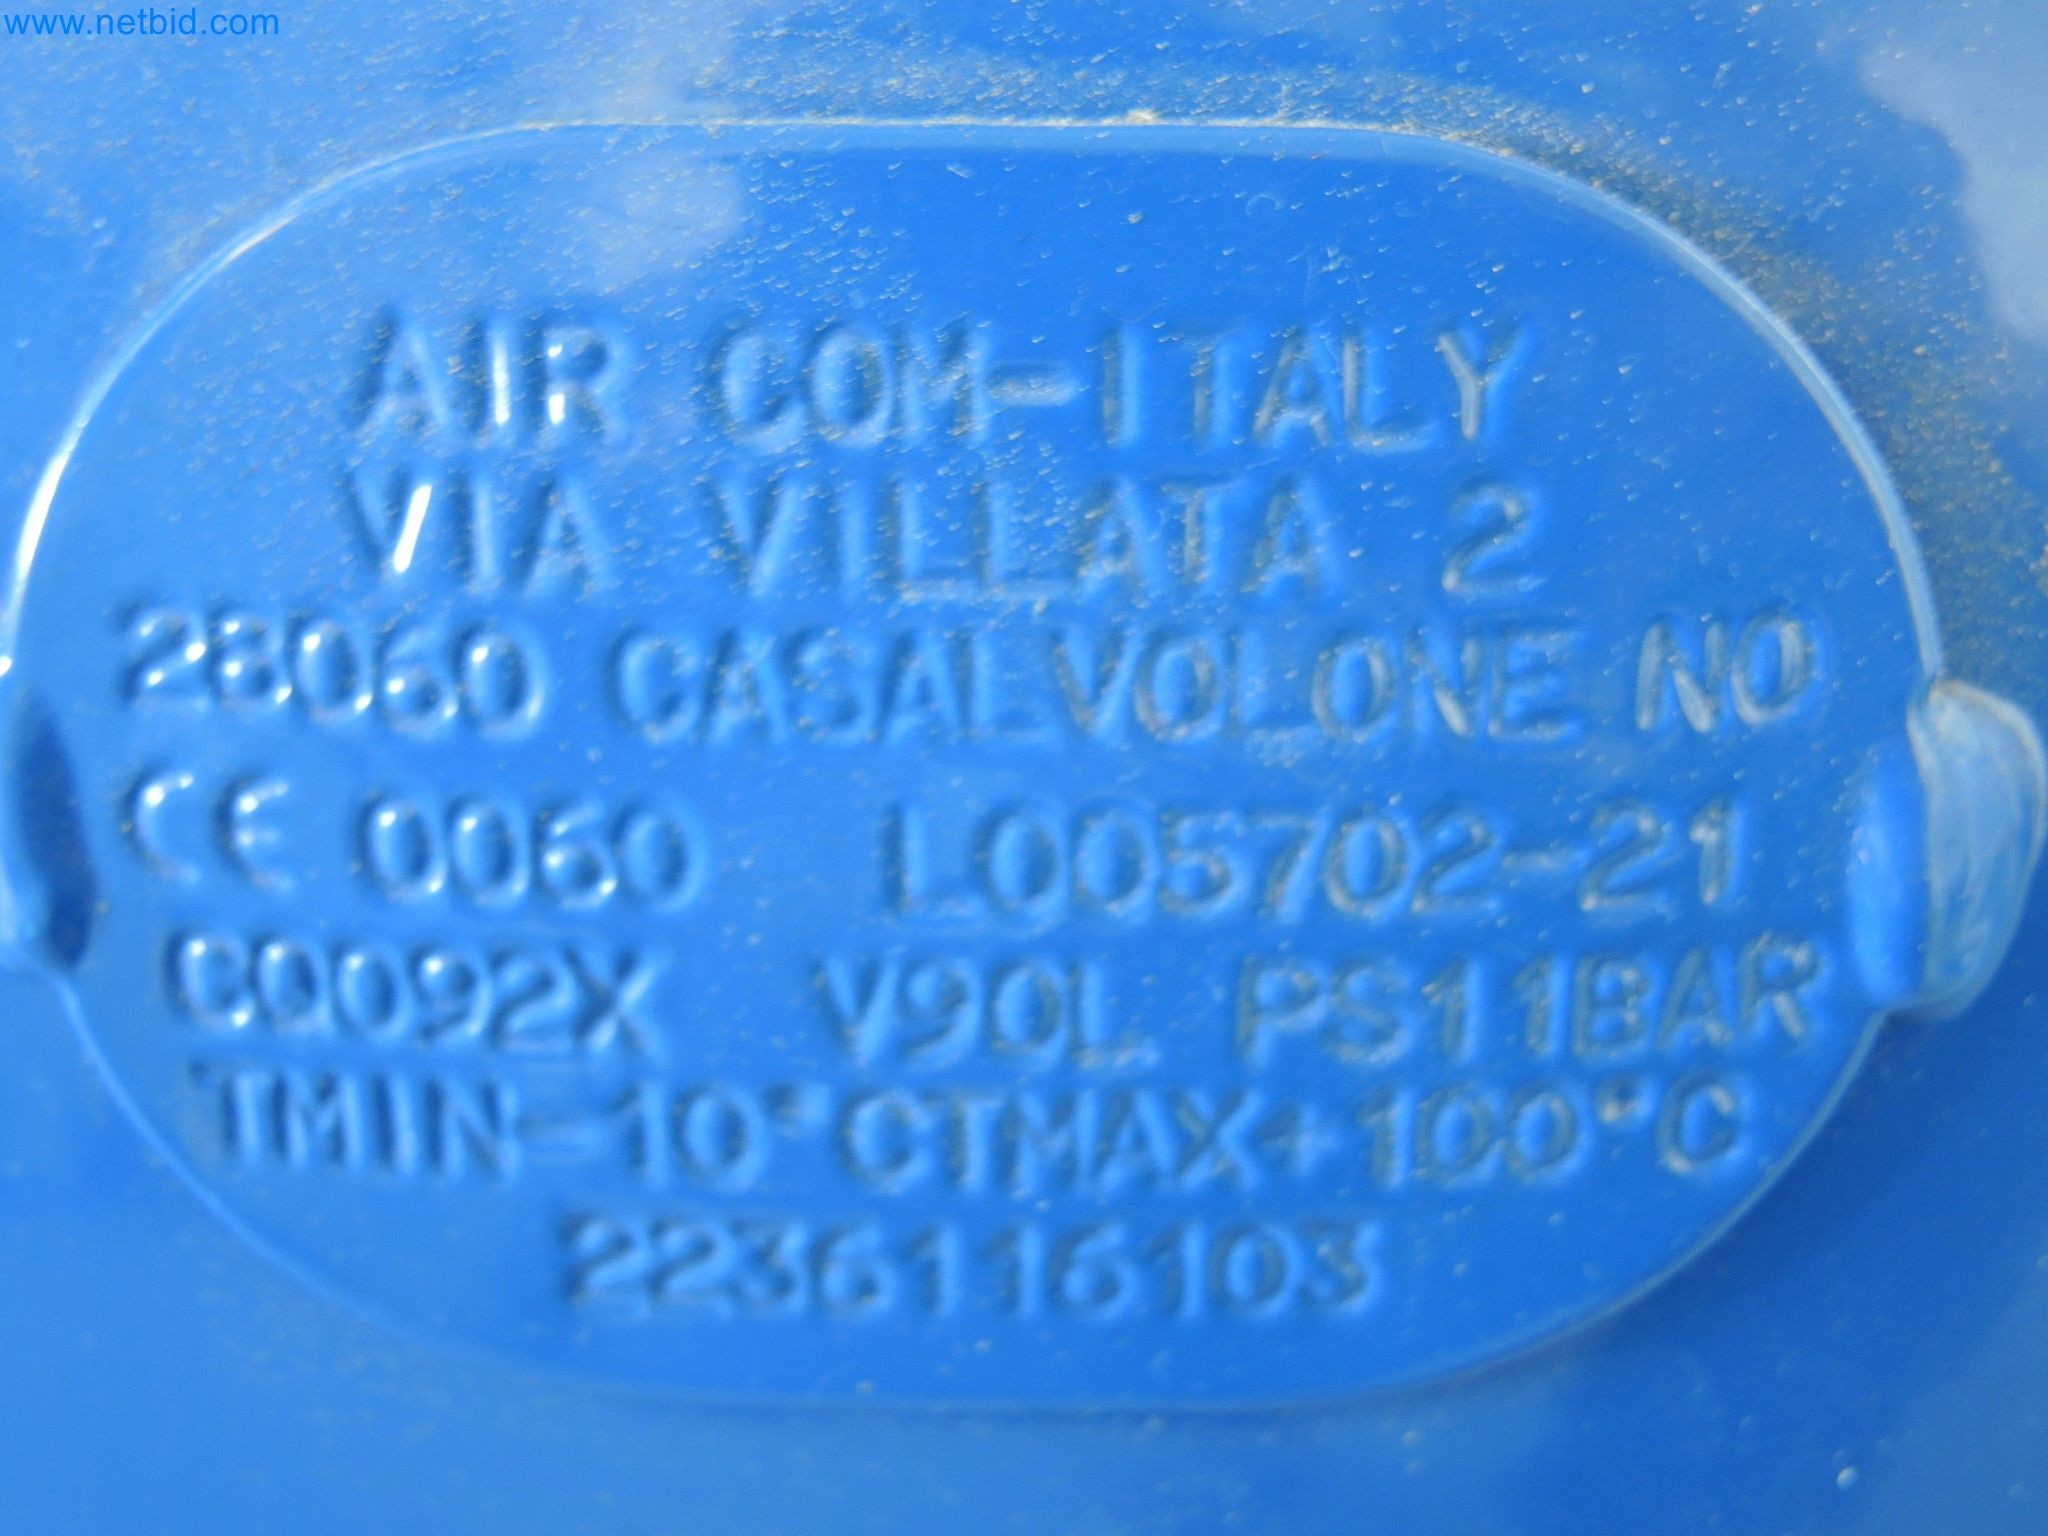 www.netbid.com
AIR COM-ITALY
VIA VILLATA 2
28060 CASALVOLONE NO
CE 0060 L005702-21
C0092X V90L PS11BAR
TMIN-10°CTMAX+100°C
2236116103